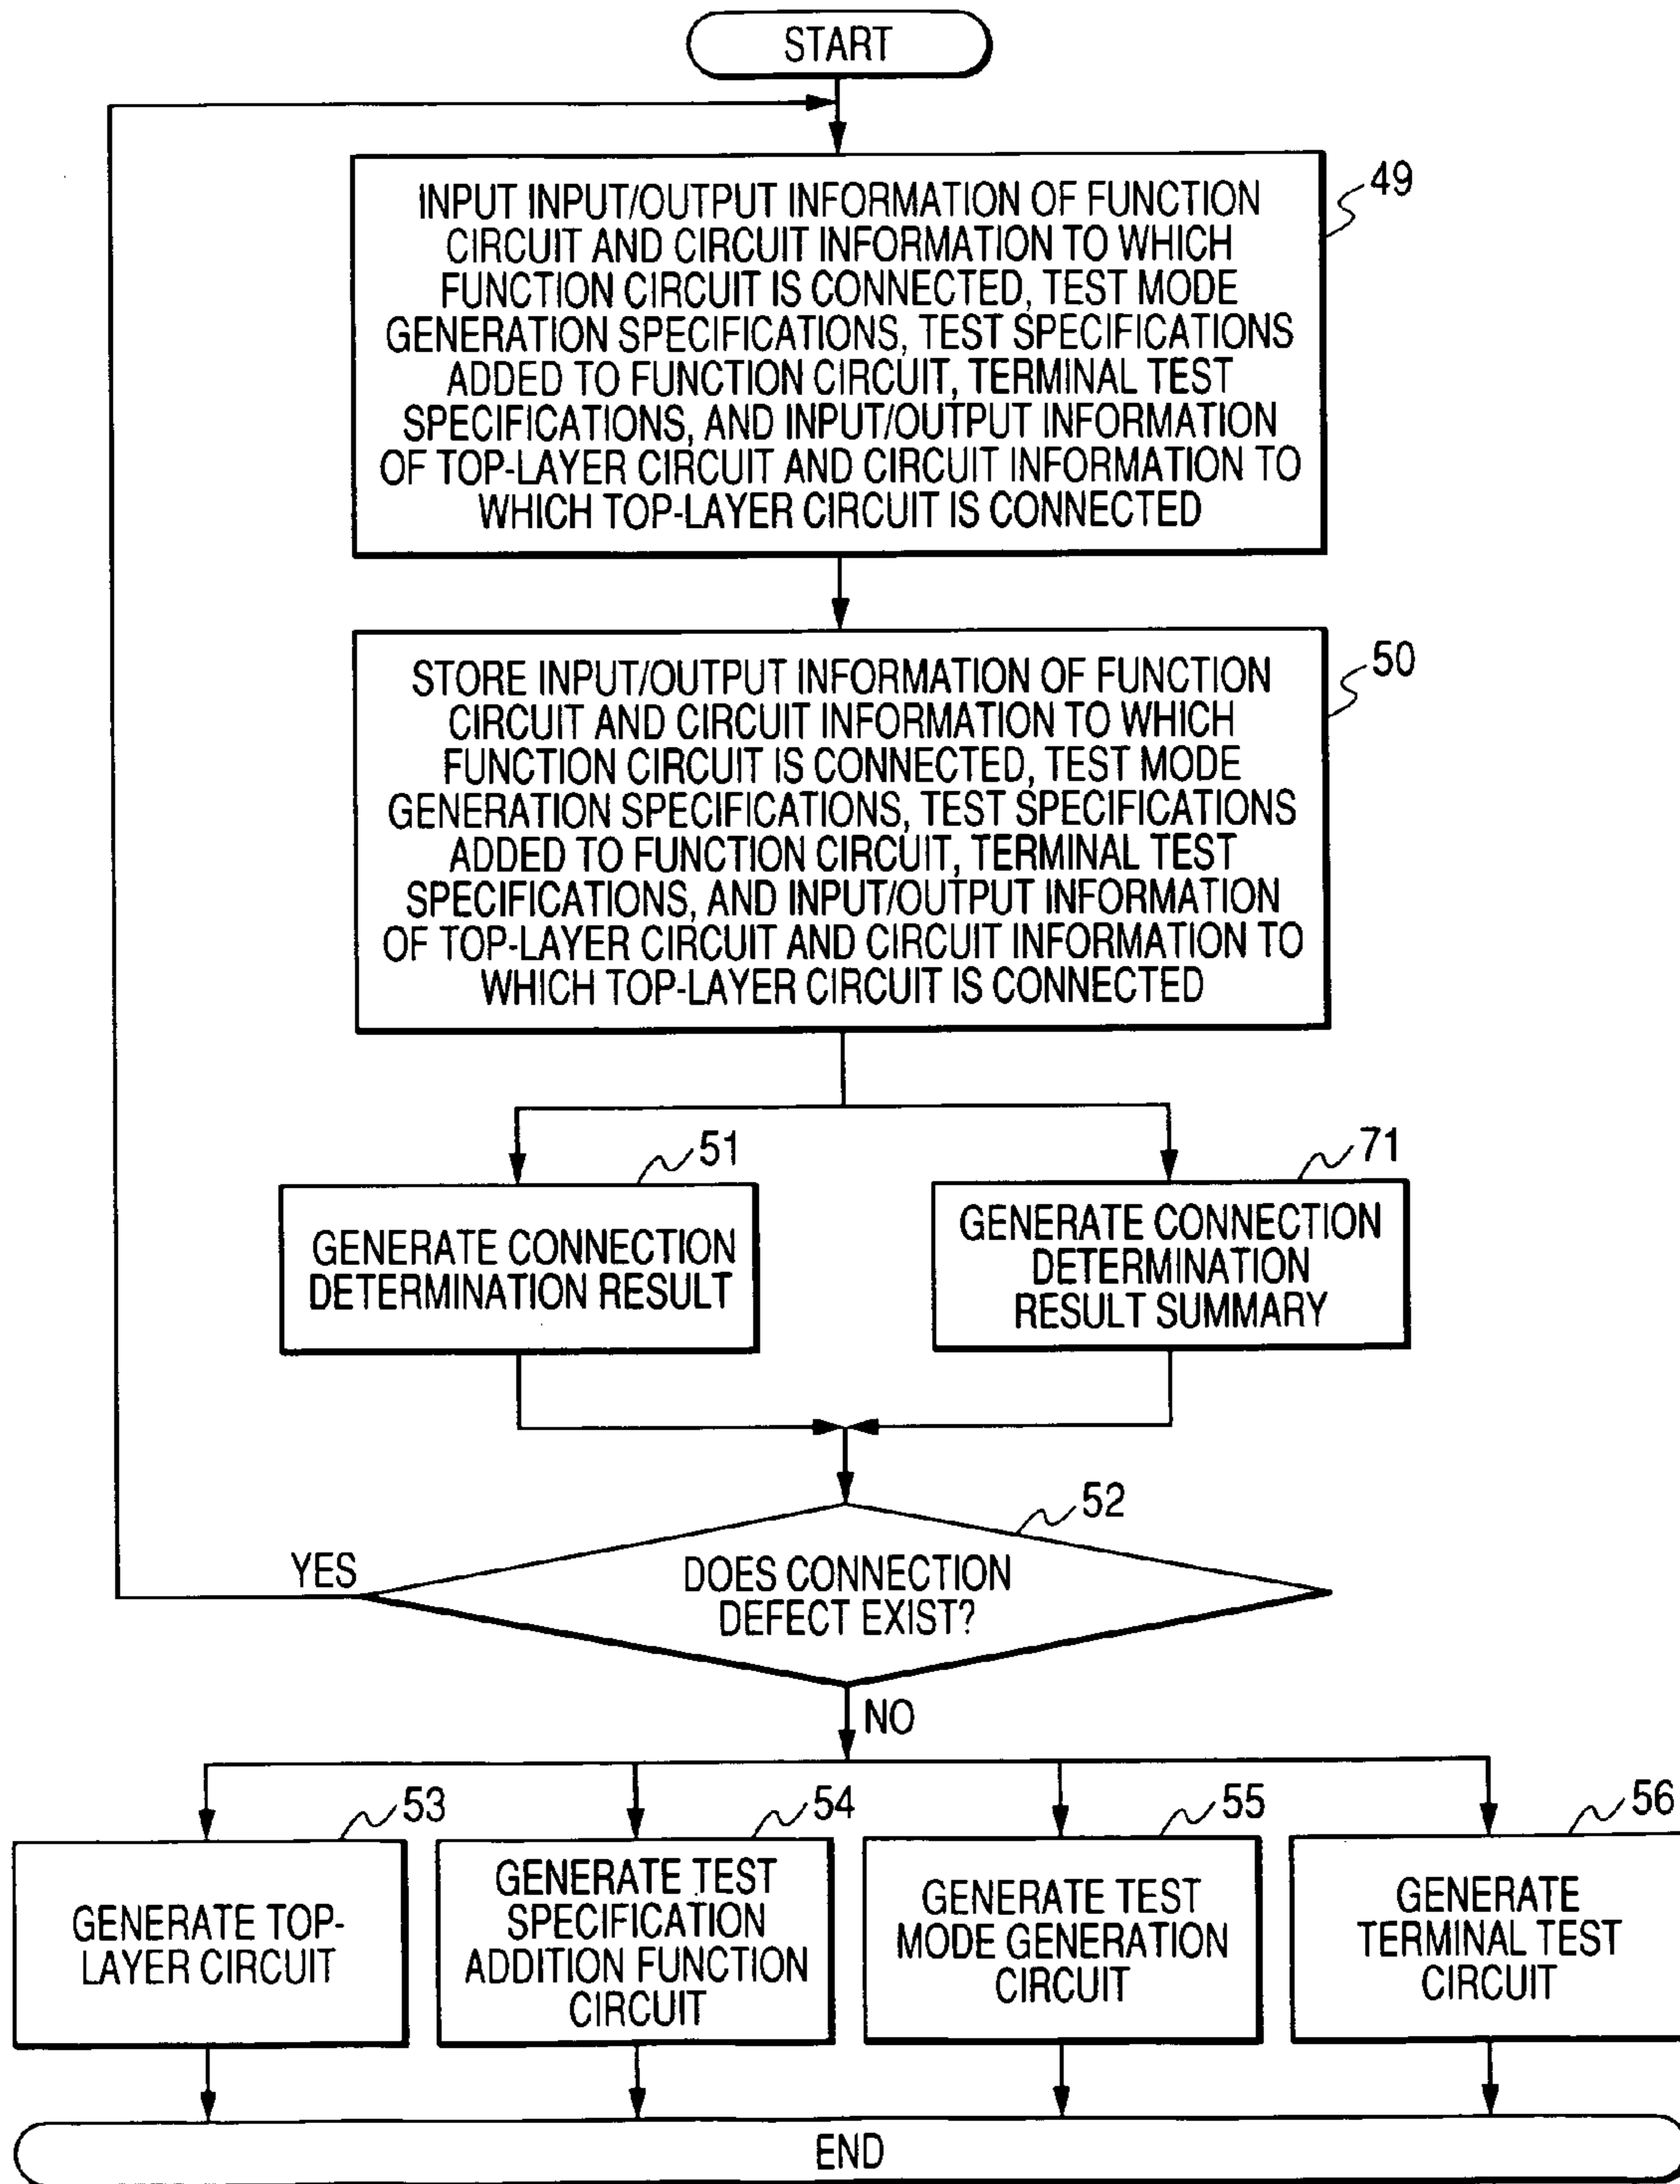 START
49
INPUT INPUT/OUTPUT INFORMATION OF FUNCTION
CIRCUIT AND CIRCUIT INFORMATION TO WHICH
FUNCTION CIRCUIT IS CONNECTED, TEST MODE
GENERATION SPECIFICATIONS, TEST SPECIFICATIONS
ADDED TO FUNCTION CIRCUIT, TERMINAL TEST
SPECIFICATIONS, AND INPUT/OUTPUT INFORMATION
OF TOP-LAYER CIRCUIT AND CIRCUIT INFORMATION TO
WHICH TOP-LAYER CIRCUIT IS CONNECTED
50
STORE INPUT/OUTPUT INFORMATION OF FUNCTION
CIRCUIT AND CIRCUIT INFORMATION TO WHICH
FUNCTION CIRCUIT IS CONNECTED, TEST MODE
GENERATION SPECIFICATIONS, TEST SPECIFICATIONS
ADDED TO FUNCTION CIRCUIT, TERMINAL TEST
SPECIFICATIONS, AND INPUT/OUTPUT INFORMATION
OF TOP-LAYER CIRCUIT AND CIRCUIT INFORMATION TO
WHICH TOP-LAYER CIRCUIT IS CONNECTED
51
GENERATE CONNECTION
DETERMINATION RESULT
71
GENERATE CONNECTION
DETERMINATION
RESULT SUMMARY
52
DOES CONNECTION
DEFECT EXIST?
YES
NO
53
GENERATE TOP-
LAYER CIRCUIT
54
GENERATE TEST
SPECIFICATION
ADDITION FUNCTION
CIRCUIT
55
GENERATE TEST
MODE GENERATION
CIRCUIT
56
GENERATE
TERMINAL TEST
CIRCUIT
END